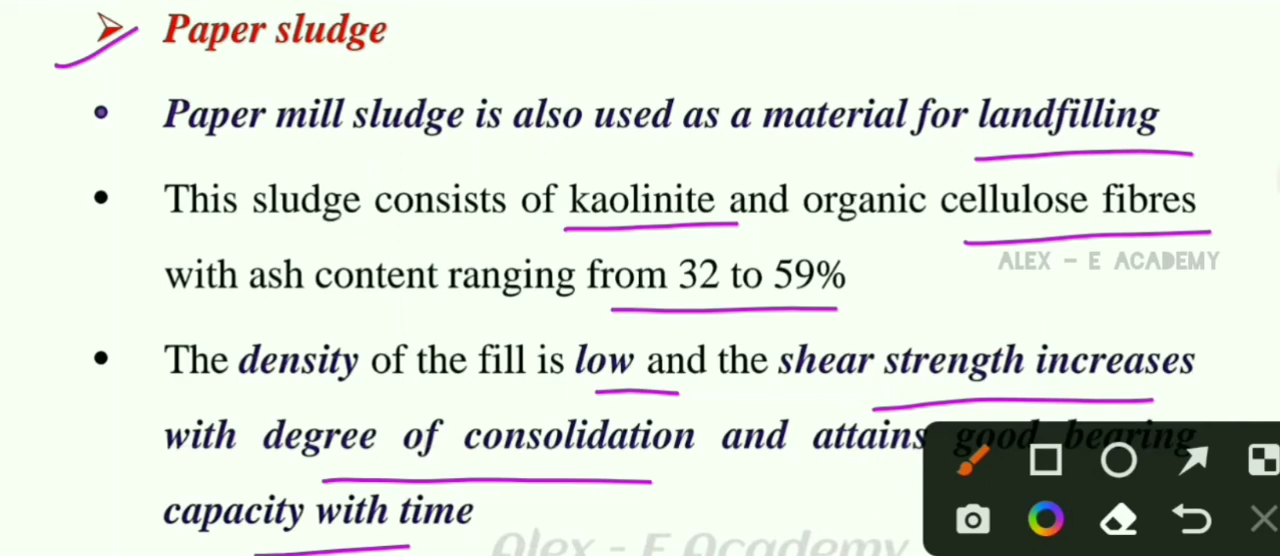 Paper sludge
Paper mill sludge is also used as a material for landfilling
This sludge consists of kaolinite and organic cellulose fibres
ALEX - E ACADEMY
with ash content ranging from 32 to 59%
The density of the fill is low and the shear strength increases
with degree of consolidation and attains good bearing
capacity with time
Alex - E Academy